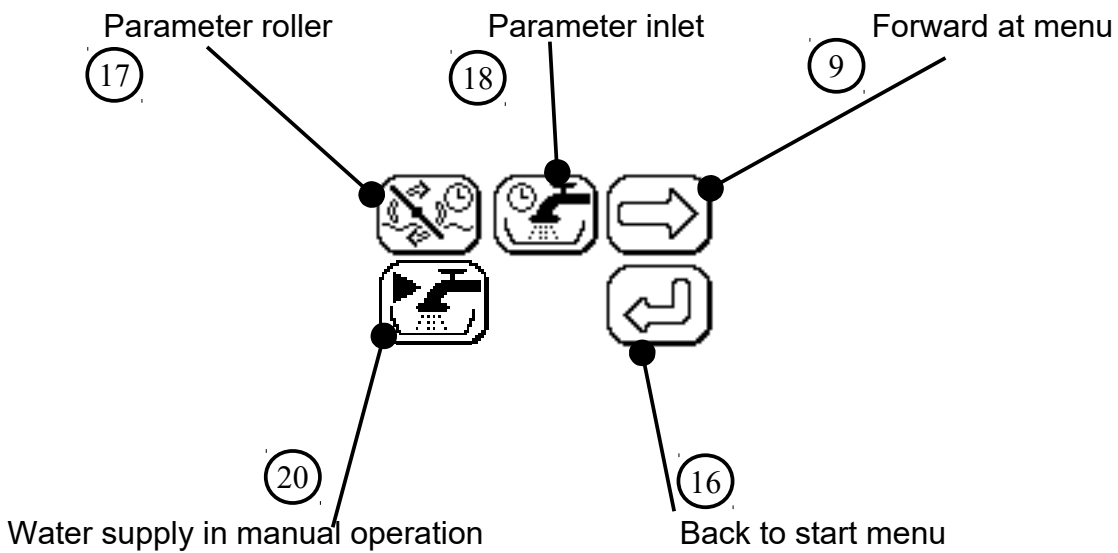 Parameter roller
Parameter inlet
Forward at menu
17
18
9
20
16
Water supply in manual operation
Back to start menu